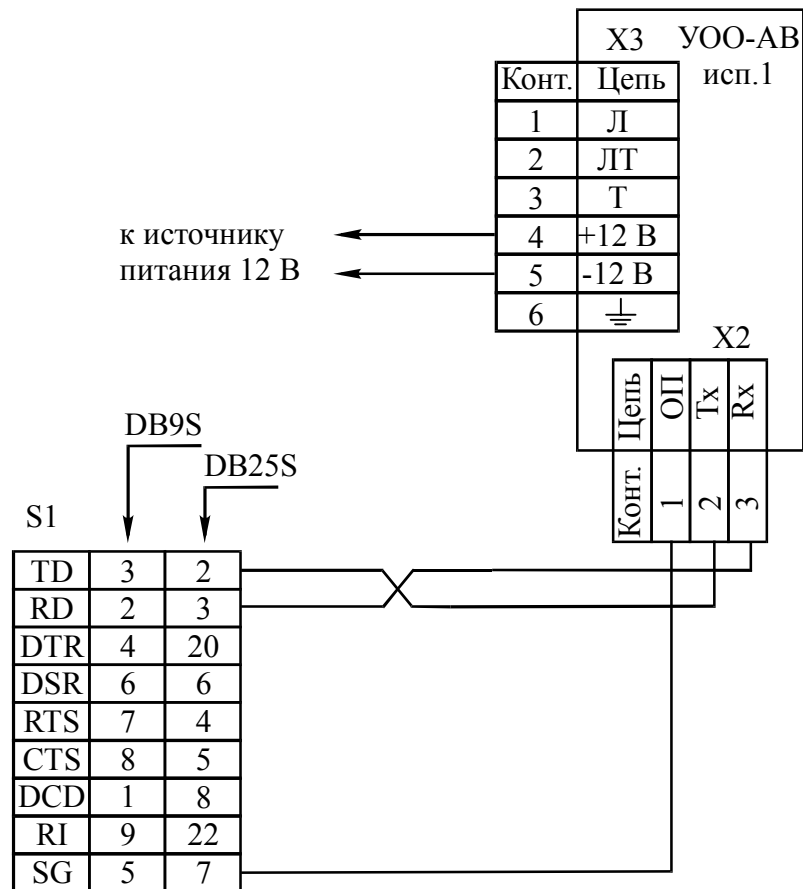 X3 УОО-АВ
исп.1
Конт. Цепь
1 Л
2 ЛТ
3 Т
4 +12 В
5 -12 В
6
к источнику
питания 12 В
X2
Цепь ОП Tx Rx
Конт. 1 2 3
DB9S
DB25S
S1
TD 3 2
RD 2 3
DTR 4 20
DSR 6 6
RTS 7 4
CTS 8 5
DCD 1 8
RI 9 22
SG 5 7